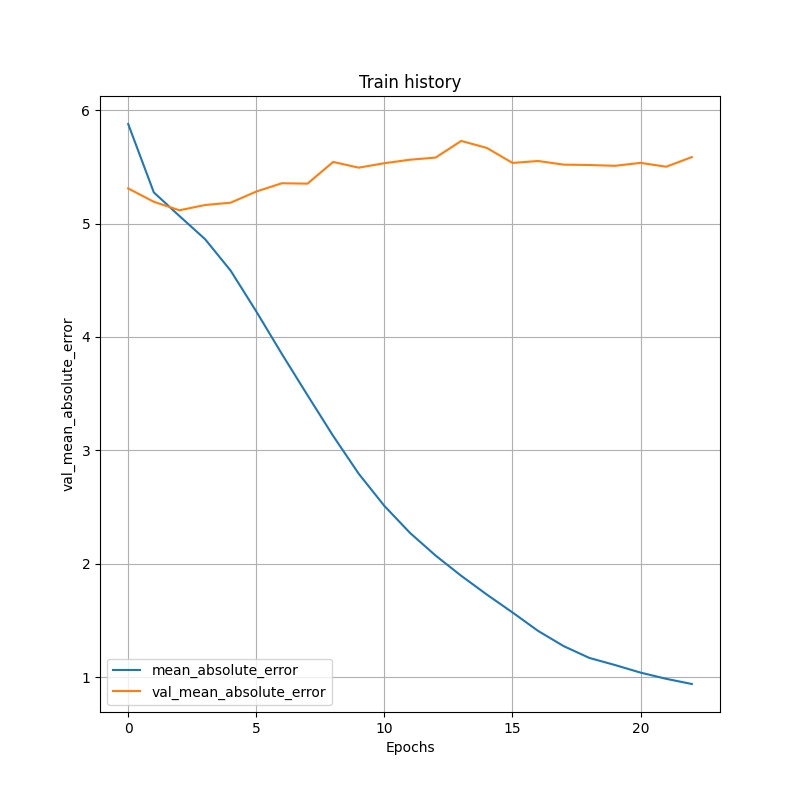 Train history
6
5
4
3
2
1
val_mean_absolute_error
mean_absolute_error
val_mean_absolute_error
0 5 10 15 20
Epochs